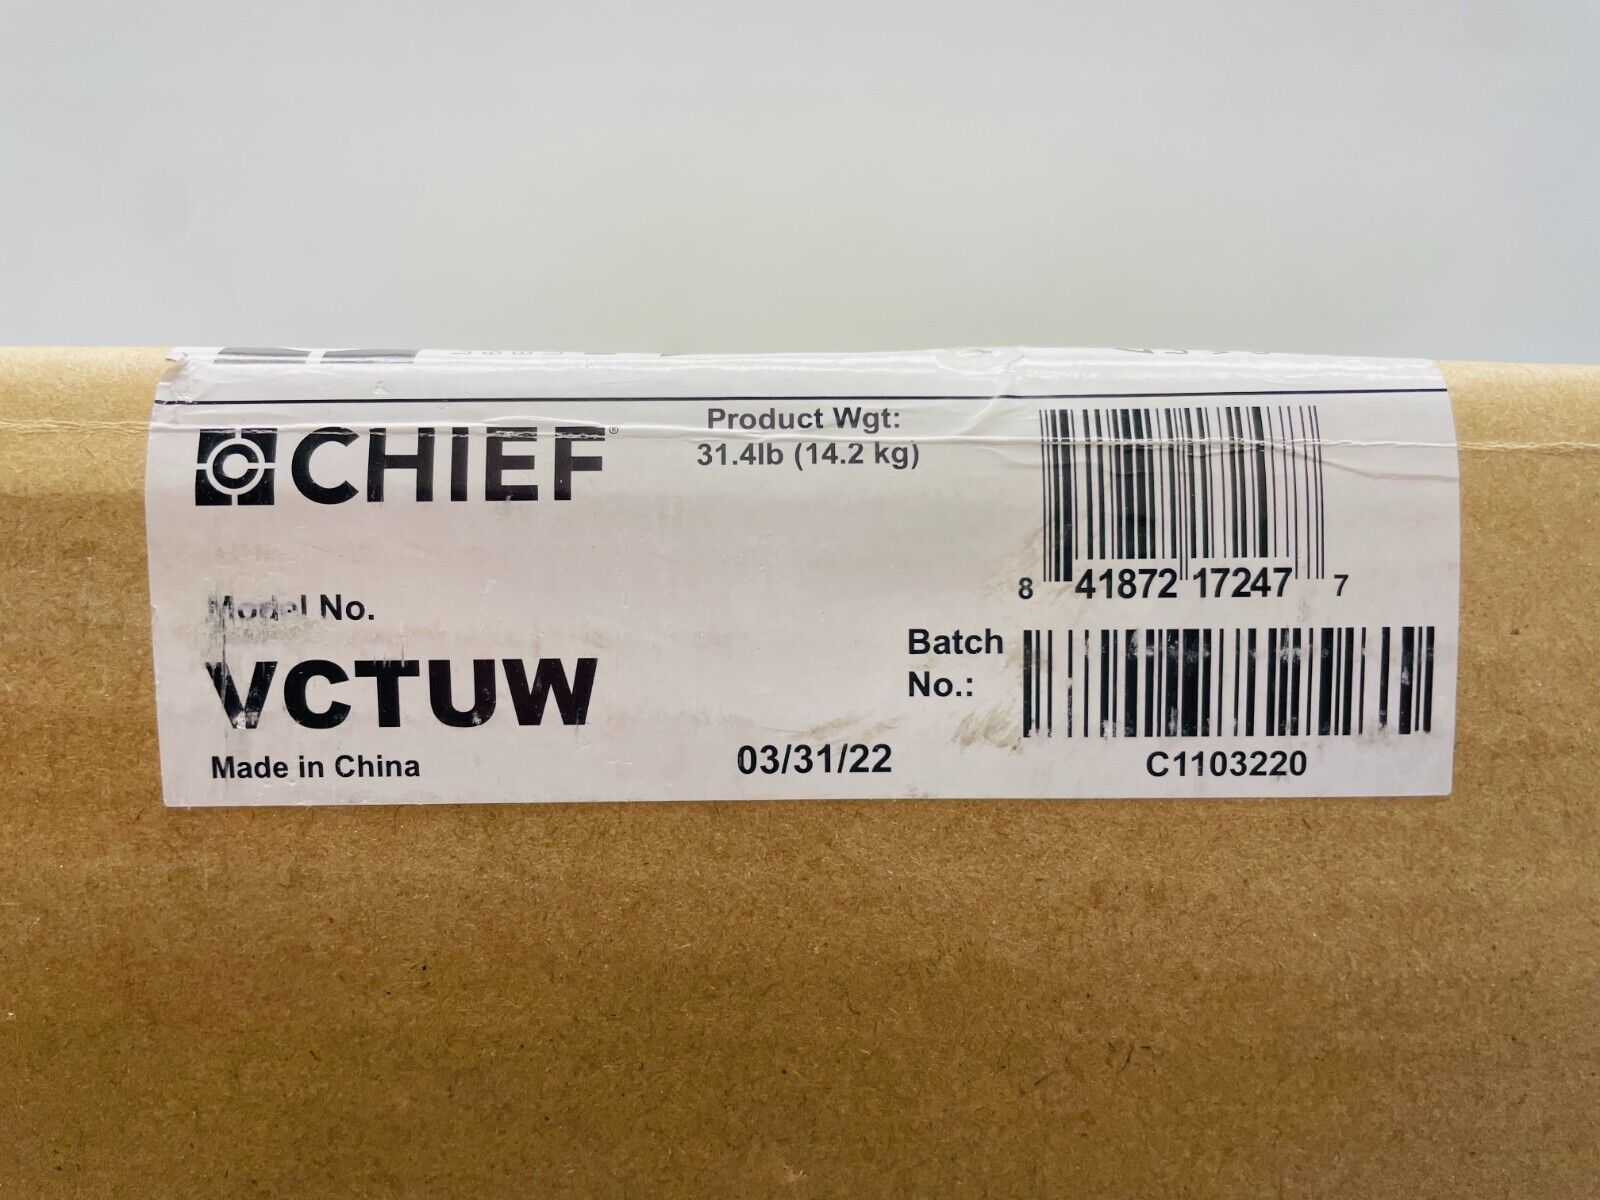 CHIEF®
Product Wgt:
31.4lb (14.2 kg)
8 41872 17247 7
Model No.
VCTUW
Made in China
03/31/22
Batch
No.:
C1103220